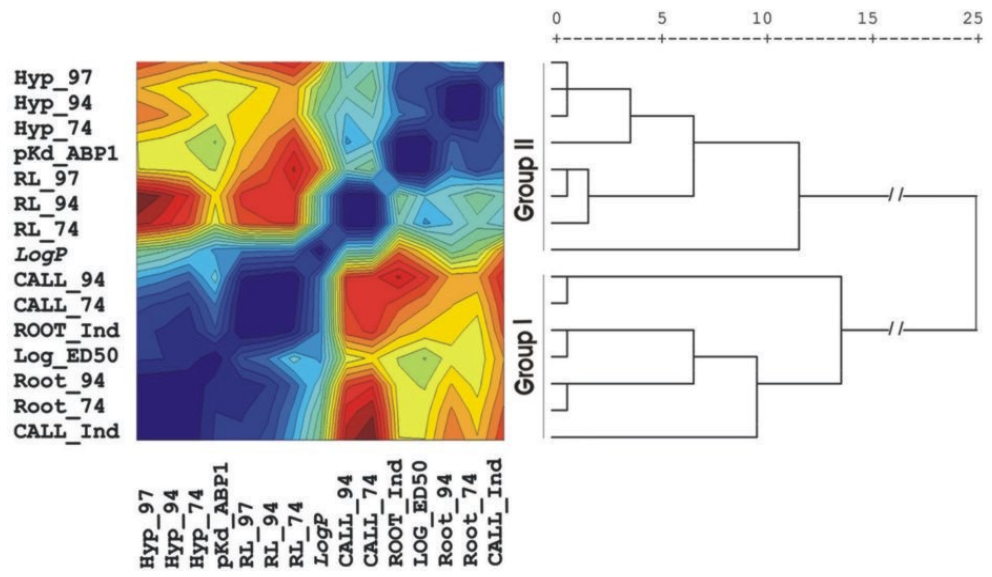 0 5 10 15 25
Hyp_97
Hyp_94
Hyp_74
pKd_ABP1
RL_97
RL_94
RL_74
LogP
CALL_94
CALL_74
ROOT_Ind
Log_ED50
Root_94
Root_74
CALL_Ind
Group II
Group I
Hyp_97
Hyp_94
Hyp_74
pKd_ABP1
RL_97
RL_94
RL_74
LogP
CALL_94
CALL_74
ROOT_Ind
LOG_ED50
Root_94
Root_74
CALL_Ind